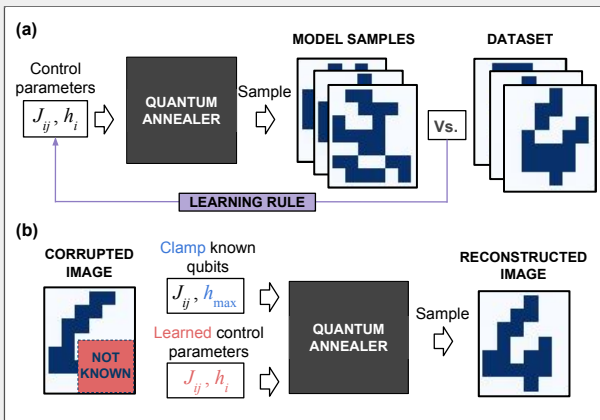 (a)
MODEL SAMPLES
DATASET
Control
parameters
J_ij, h_i
QUANTUM
ANNEALER
Sample
Vs.
LEARNING RULE
(b)
CORRUPTED
IMAGE
NOT
KNOWN
Clamp known
qubits
J_ij, h_max
Learned control
parameters
J_ij, h_i
QUANTUM
ANNEALER
Sample
RECONSTRUCTED
IMAGE